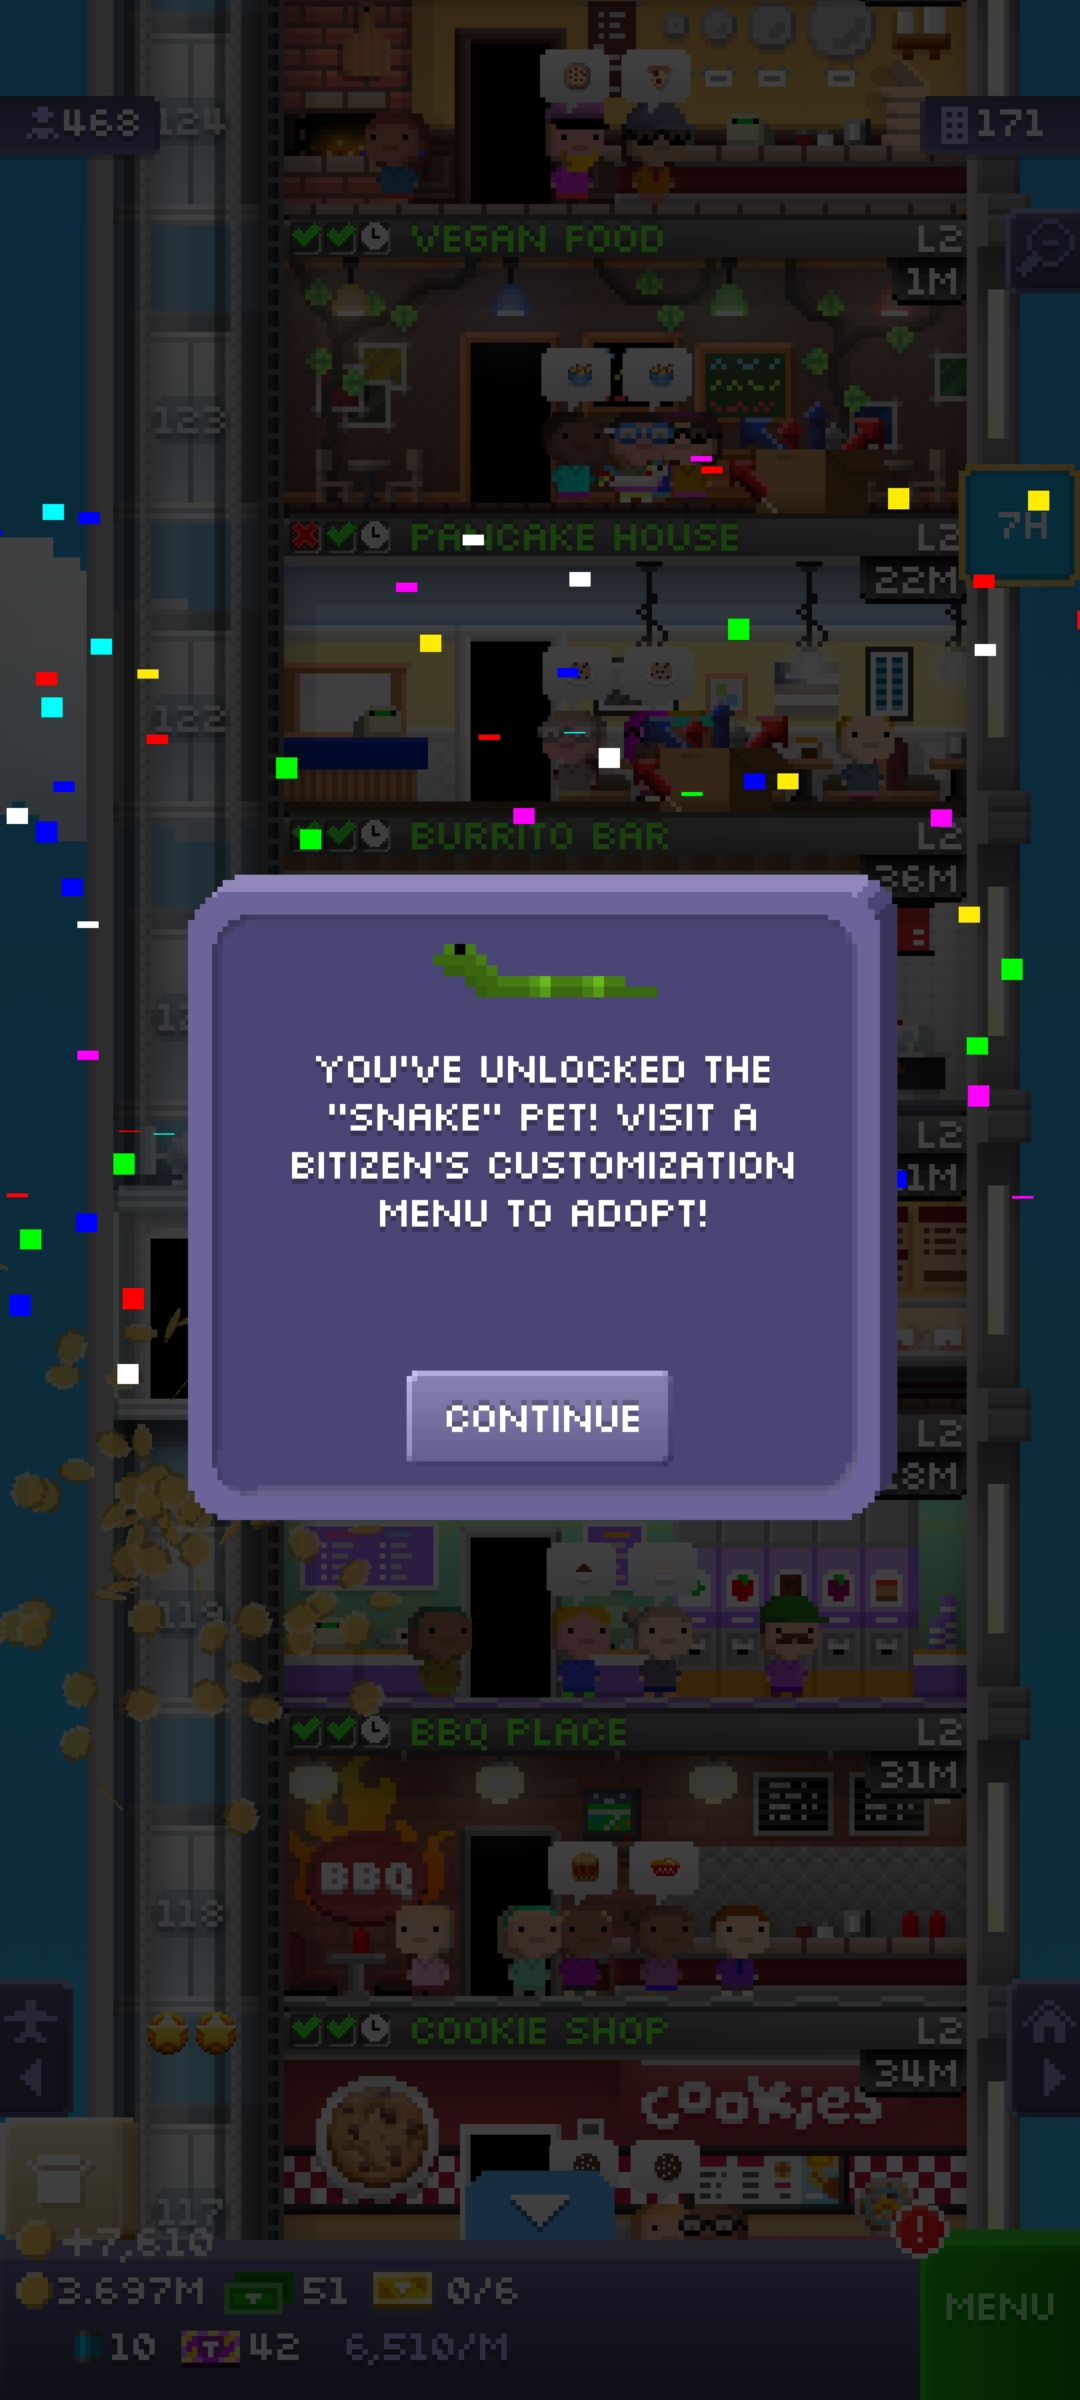 468
124
171
VEGAN FOOD
L2
1M
123
7H
PANCAKE HOUSE
L2
22M
122
BURRITO BAR
L2
36M
YOU'VE UNLOCKED THE
"SNAKE" PET! VISIT A
BITIZEN'S CUSTOMIZATION
MENU TO ADOPT!
L2
1M
CONTINUE
L2
8M
119
BBQ PLACE
L2
31M
BBQ
118
COOKIE SHOP
L2
34M
cookies
117
+7,610
3.697M
51
0/6
MENU
10
42
6,510/M